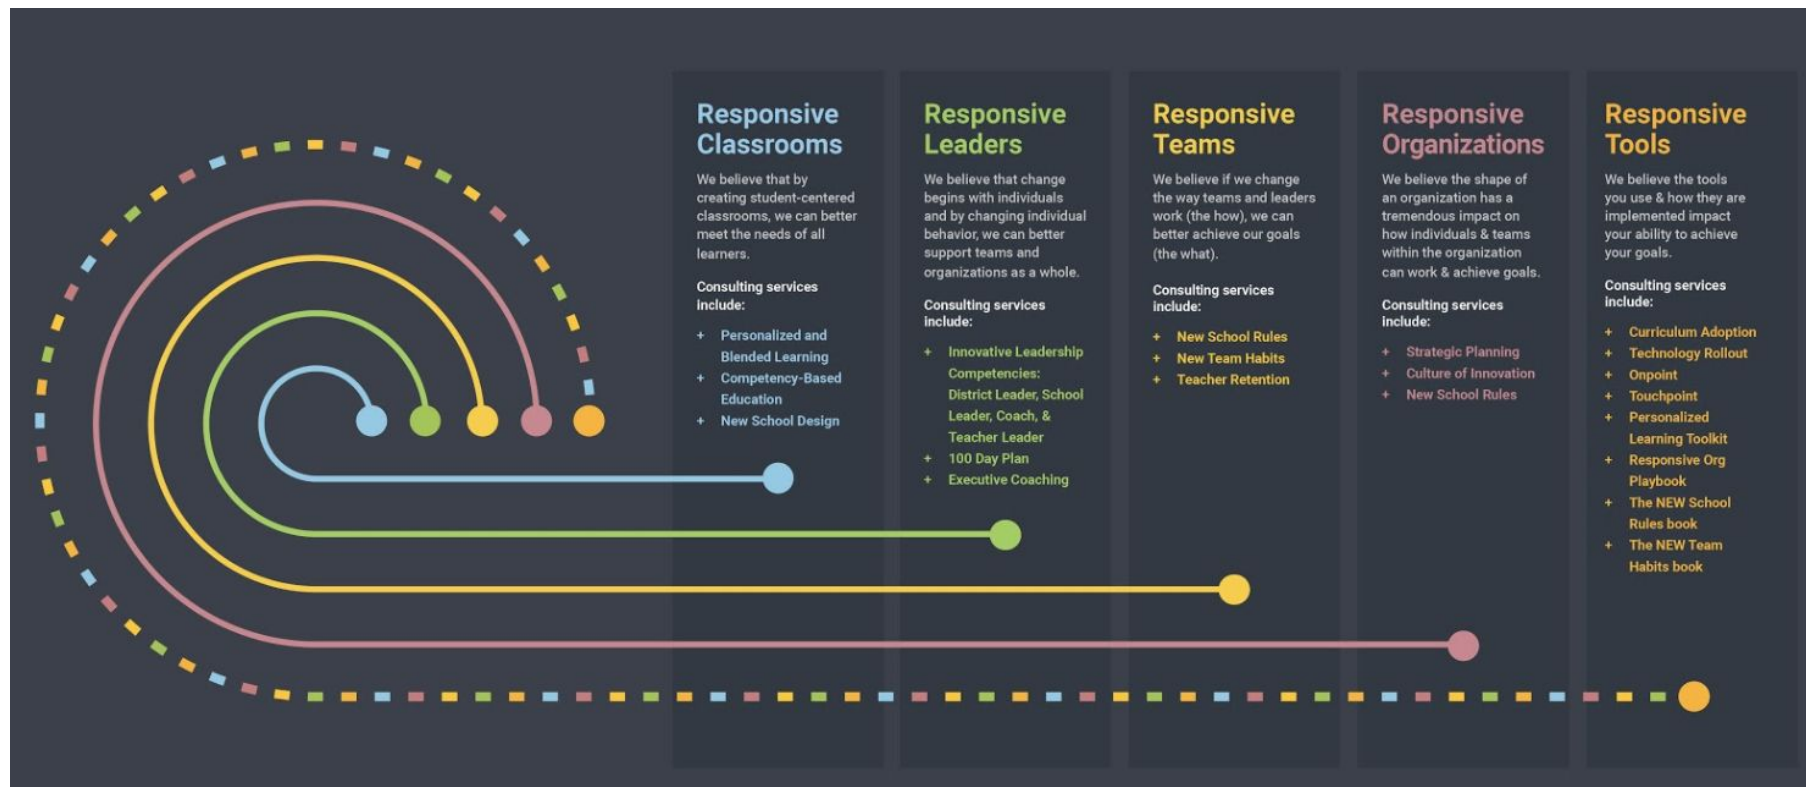 Responsive
Classrooms
We believe that by
creating student-centered
classrooms, we can better
meet the needs of all
learners.
Consulting services
include:
+ Personalized and
Blended Learning
+ Competency-Based
Education
+ New School Design
Responsive
Leaders
We believe that change
begins with individuals
and by changing individual
behavior, we can better
support teams and
organizations as a whole.
Consulting services
include:
+ Innovative Leadership
Competencies:
District Leader, School
Leader, Coach, &
Teacher Leader
+ 100 Day Plan
+ Executive Coaching
Responsive
Teams
We believe if we change
the way teams and leaders
work (the how), we can
better achieve our goals
(the what).
Consulting services
include:
+ New School Rules
+ New Team Habits
+ Teacher Retention
Responsive
Organizations
We believe the shape of
an organization has a
tremendous impact on
how individuals & teams
within the organization
can work & achieve goals.
Consulting services
include:
+ Strategic Planning
+ Culture of Innovation
+ New School Rules
Responsive
Tools
We believe the tools
you use & how they are
implemented impact
your ability to achieve
your goals.
Consulting services
include:
+ Curriculum Adoption
+ Technology Rollout
+ Onpoint
+ Touchpoint
+ Personalized
Learning Toolkit
+ Responsive Org
Playbook
+ The NEW School
Rules book
+ The NEW Team
Habits book